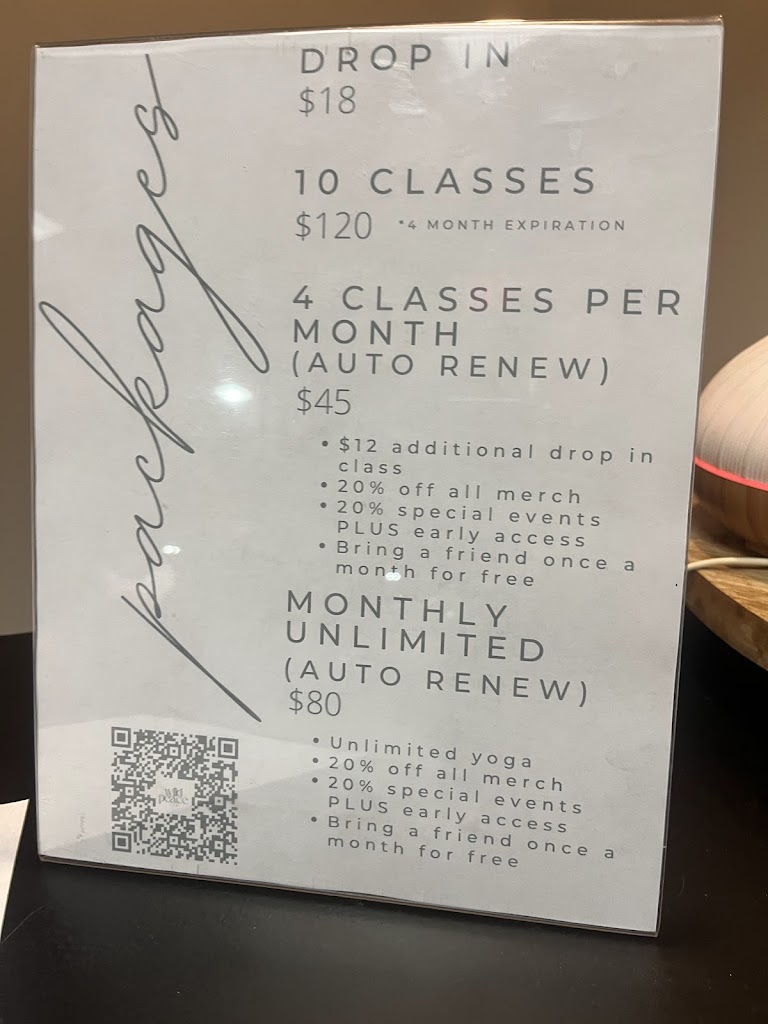 packages
DROP IN
$18
10 CLASSES
$120 *4 MONTH EXPIRATION
4 CLASSES PER
MONTH
(AUTO RENEW)
$45
• $12 additional drop in
class
• 20% off all merch
• 20% special events
PLUS early access
• Bring a friend once a
month for free
MONTHLY
UNLIMITED
(AUTO RENEW)
$80
• Unlimited yoga
• 20% off all merch
• 20% special events
PLUS early access
• Bring a friend once a
month for free
wild
peace